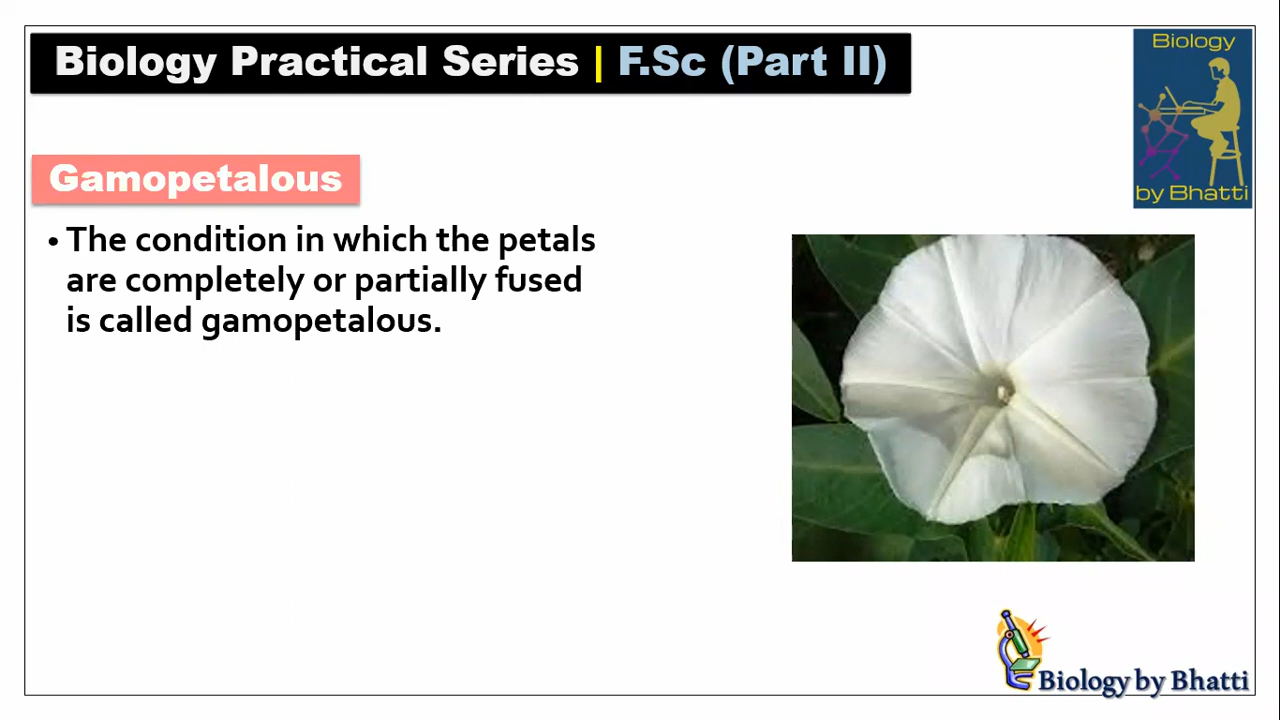 Biology Practical Series | F.Sc (Part II)
Biology
by Bhatti
Gamopetalous
• The condition in which the petals
are completely or partially fused
is called gamopetalous.
Biology by Bhatti